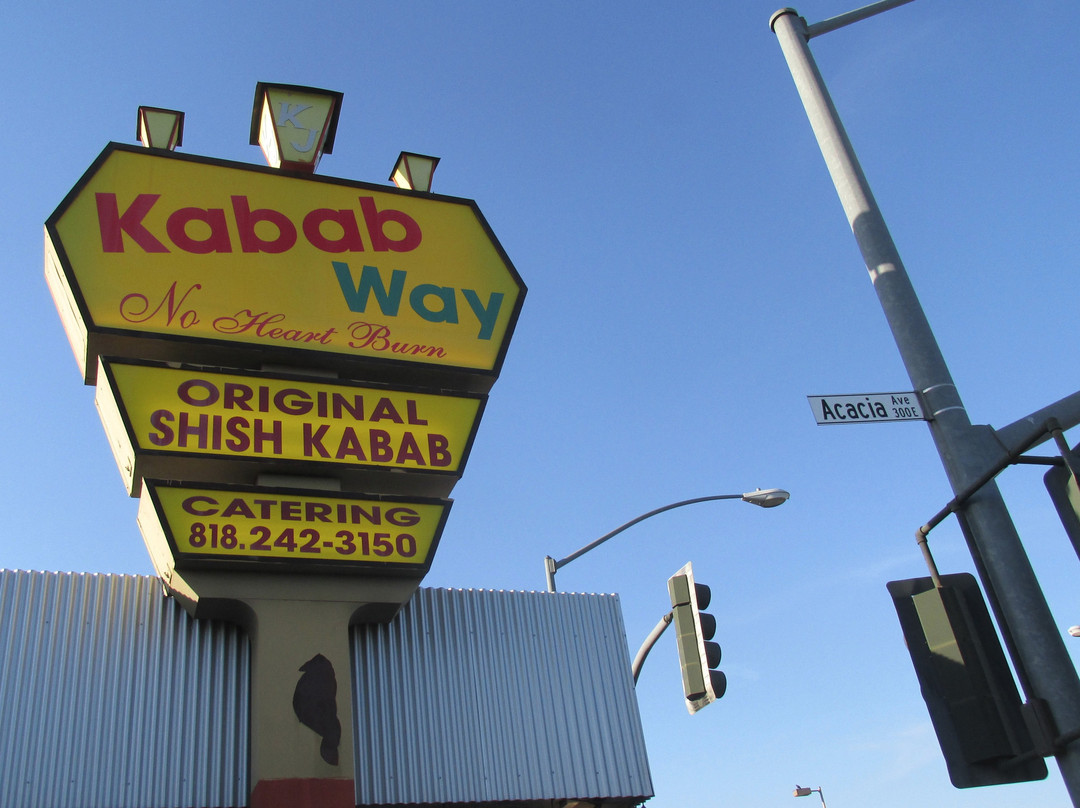 KJ
Kabab
Way
No Heart Burn
ORIGINAL
SHISH KABAB
CATERING
818.242-3150
Acacia Ave
300E